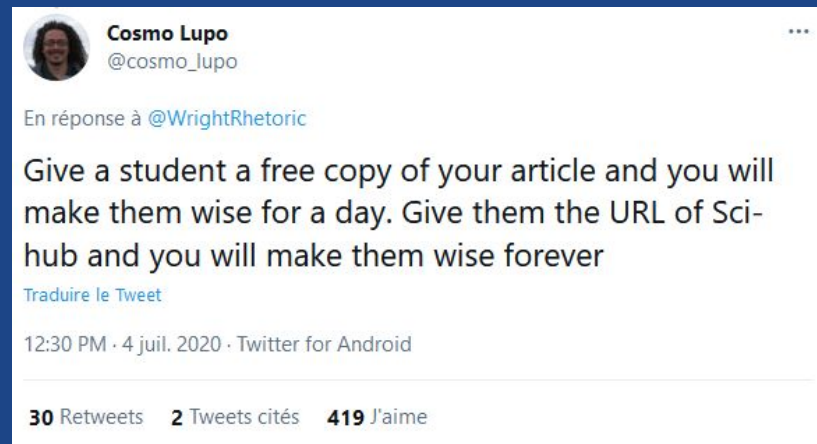 Cosmo Lupo
@cosmo_lupo
En réponse à @WrightRhetoric
Give a student a free copy of your article and you will
make them wise for a day. Give them the URL of Sci-
hub and you will make them wise forever
Traduire le Tweet
12:30 PM · 4 juil. 2020 · Twitter for Android
30 Retweets 2 Tweets cités 419 J'aime